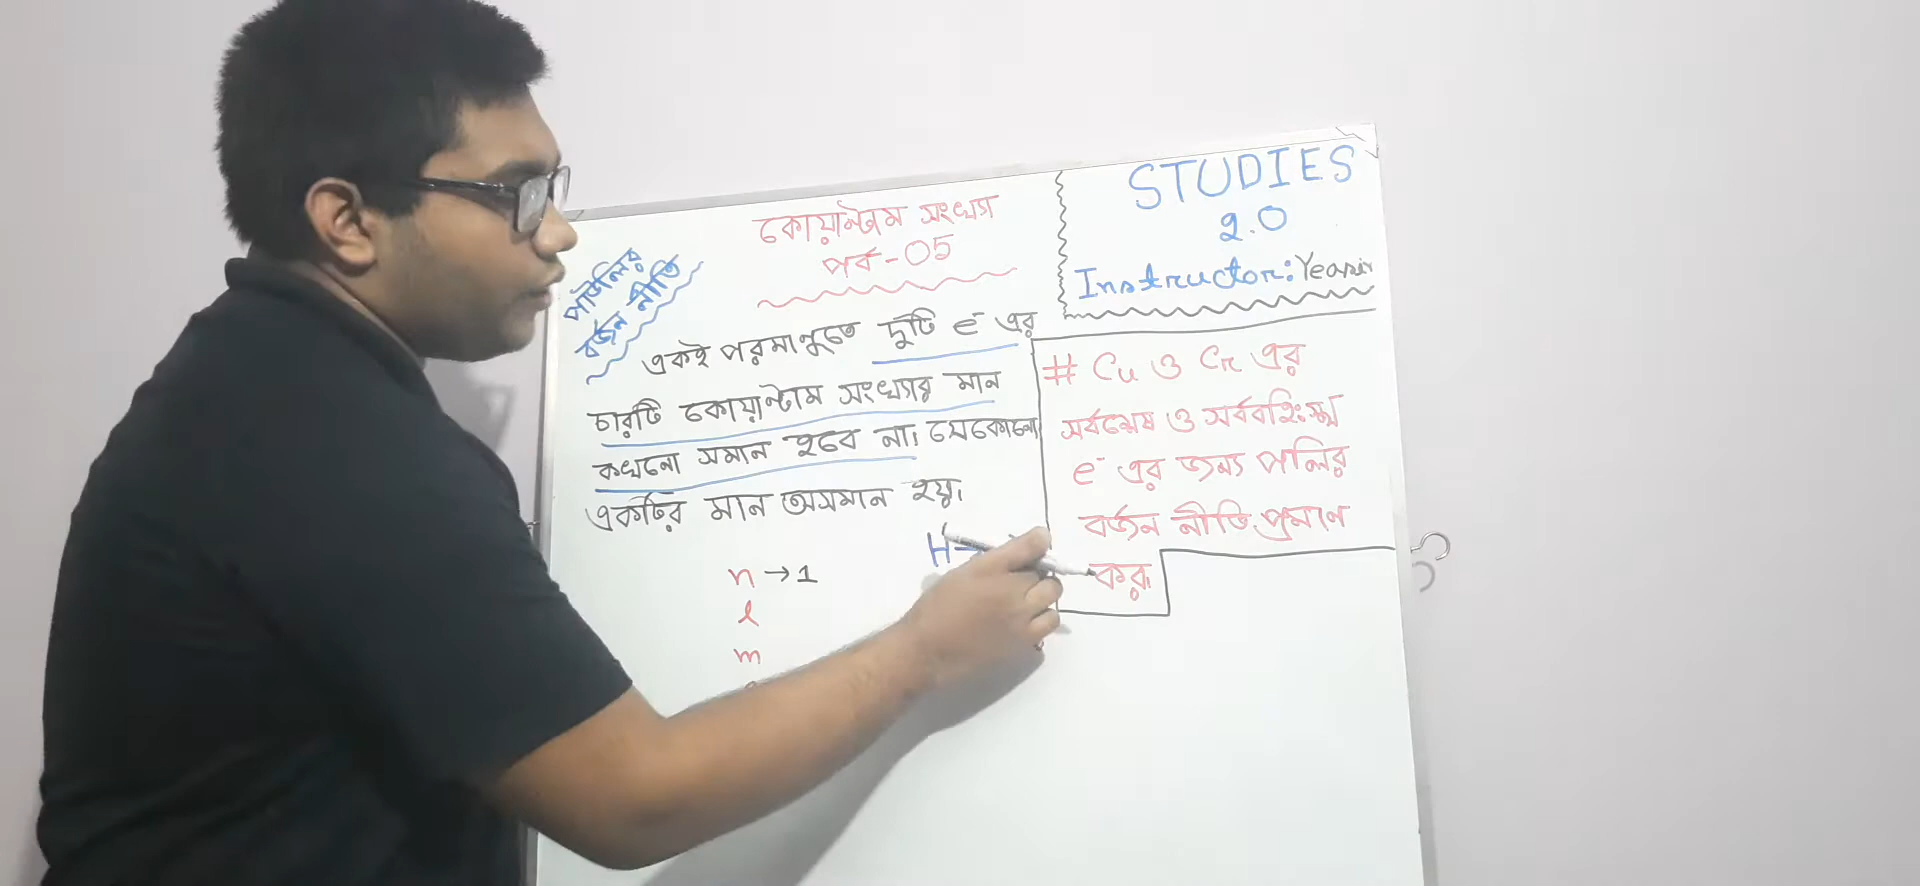 কোয়ান্টাম সংখ্যা
পর্ব-05
পাউলির
বর্জন নীতি
একই পরমাণুতে দুটি e⁻ এর
চারটি কোয়ান্টাম সংখ্যার মান
কখনো সমান হবে না। যেকোনো
একটির মান অসমান হয়।
H→
n →1
l
m
STUDIES
2.0
Instructor: Yeasin
# Cu ও Cr এর
সর্বশেষ ও সর্ববহিঃস্থ
e⁻ এর জন্য পলির
বর্জন নীতি প্রমাণ
কর।